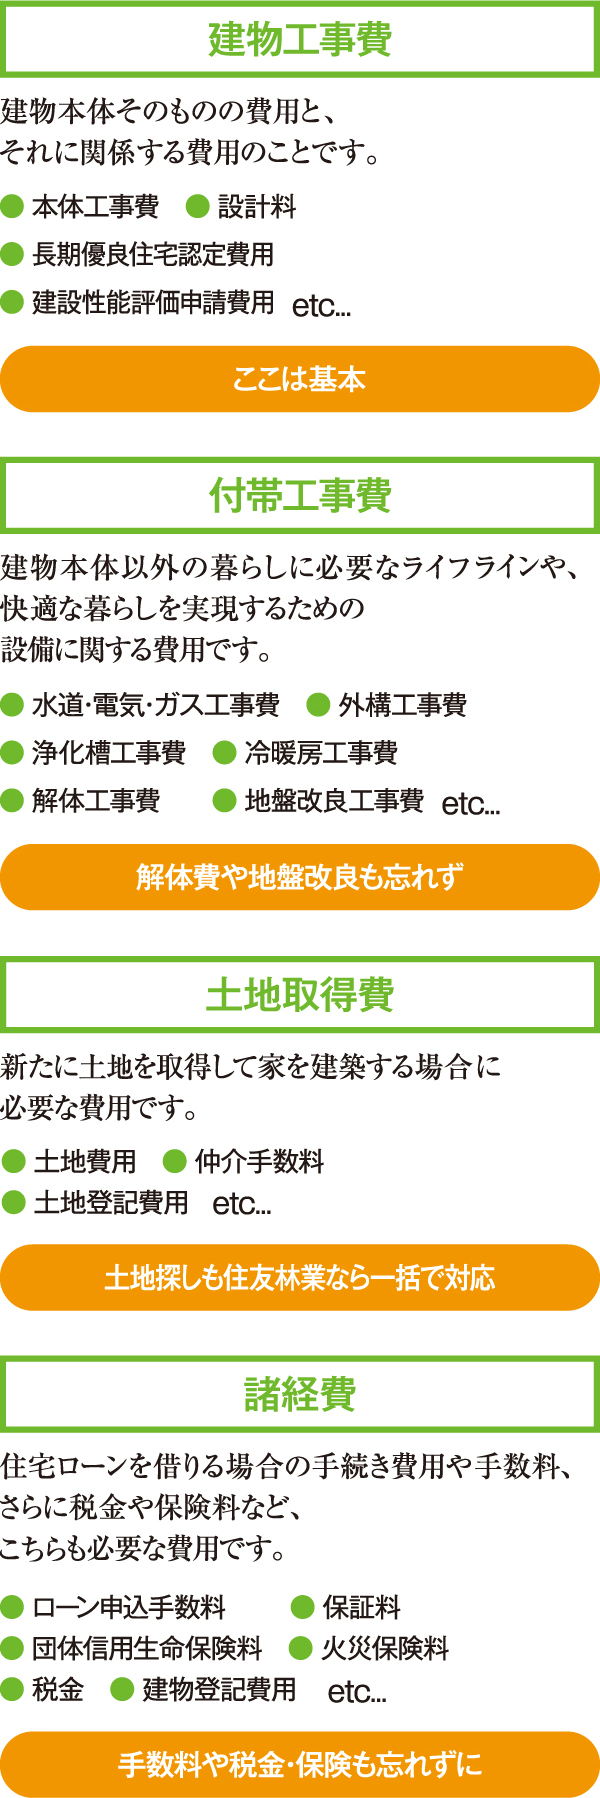 建物工事費
建物本体そのものの費用と、
それに関係する費用のことです。
● 本体工事費 ● 設計料
● 長期優良住宅認定費用
● 建設性能評価申請費用 etc...
ここは基本
付帯工事費
建物本体以外の暮らしに必要なライフラインや、
快適な暮らしを実現するための
設備に関する費用です。
● 水道・電気・ガス工事費 ● 外構工事費
● 浄化槽工事費 ● 冷暖房工事費
● 解体工事費 ● 地盤改良工事費 etc...
解体費や地盤改良も忘れず
土地取得費
新たに土地を取得して家を建築する場合に
必要な費用です。
● 土地費用 ● 仲介手数料
● 土地登記費用 etc...
土地探しも住友林業なら一括で対応
諸経費
住宅ローンを借りる場合の手続き費用や手数料、
さらに税金や保険料など、
こちらも必要な費用です。
● ローン申込手数料 ● 保証料
● 団体信用生命保険料 ● 火災保険料
● 税金 ● 建物登記費用 etc...
手数料や税金・保険も忘れずに